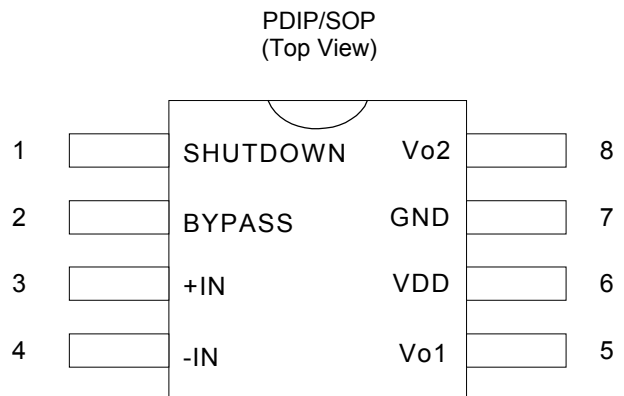 PDIP/SOP
(Top View)
1 SHUTDOWN Vo2 8
2 BYPASS GND 7
3 +IN VDD 6
4 -IN Vo1 5